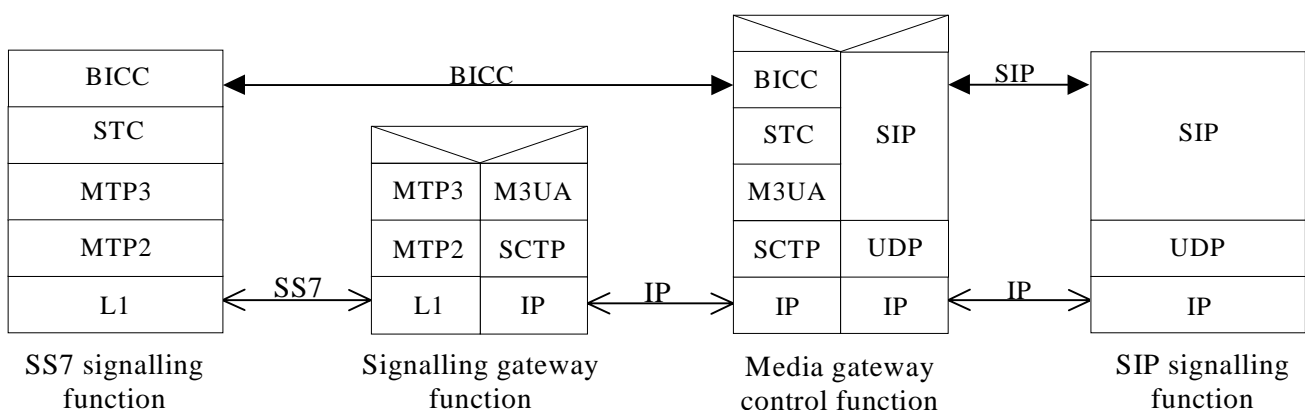 BICC
STC
MTP3
MTP2
L1
SS7 signalling
function
BICC
SS7
MTP3 M3UA
MTP2 SCTP
L1 IP
Signalling gateway
function
IP
BICC
STC
M3UA
SCTP
IP
SIP
UDP
IP
Media gateway
control function
SIP
IP
SIP
UDP
IP
SIP signalling
function